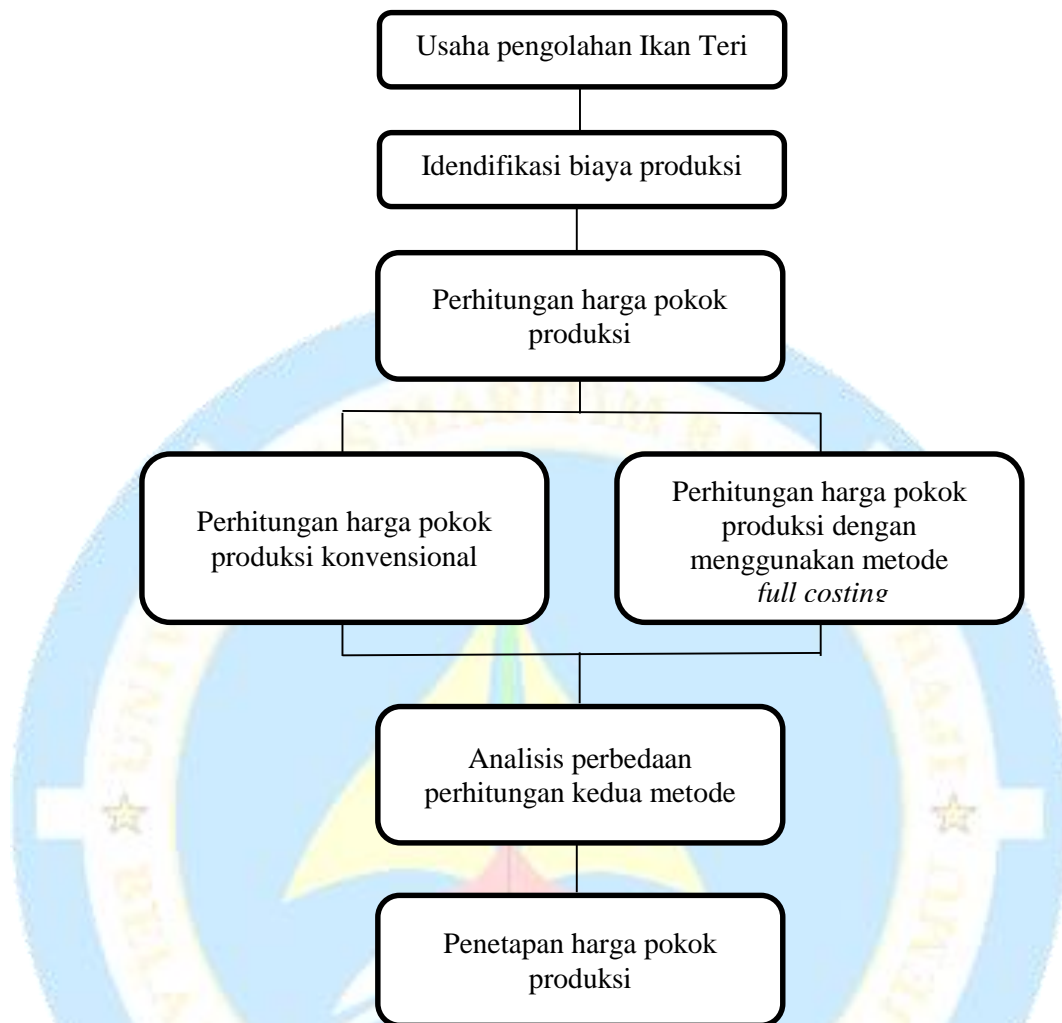 Usaha pengolahan Ikan Teri
Idendifikasi biaya produksi
Perhitungan harga pokok
produksi
Perhitungan harga pokok
produksi konvensional
Perhitungan harga pokok
produksi dengan
menggunakan metode
full costing
Analisis perbedaan
perhitungan kedua metode
Penetapan harga pokok
produksi